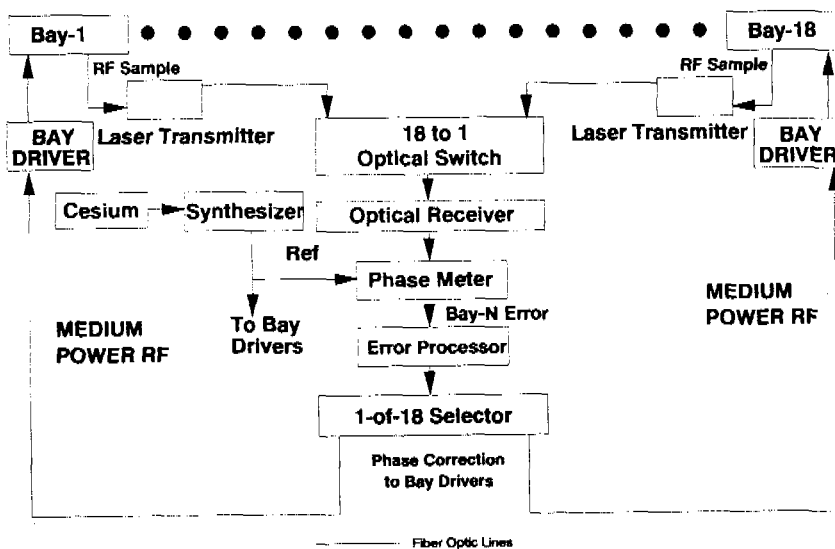 Bay-1
Bay-18
RF Sample
RF Sample
Laser Transmitter
Laser Transmitter
BAY
DRIVER
BAY
DRIVER
18 to 1
Optical Switch
Cesium
Synthesizer
Optical Receiver
Ref
Phase Meter
To Bay
Drivers
Bay-N Error
MEDIUM
POWER RF
MEDIUM
POWER RF
Error Processor
1-of-18 Selector
Phase Correction
to Bay Drivers
Fiber Optic Lines